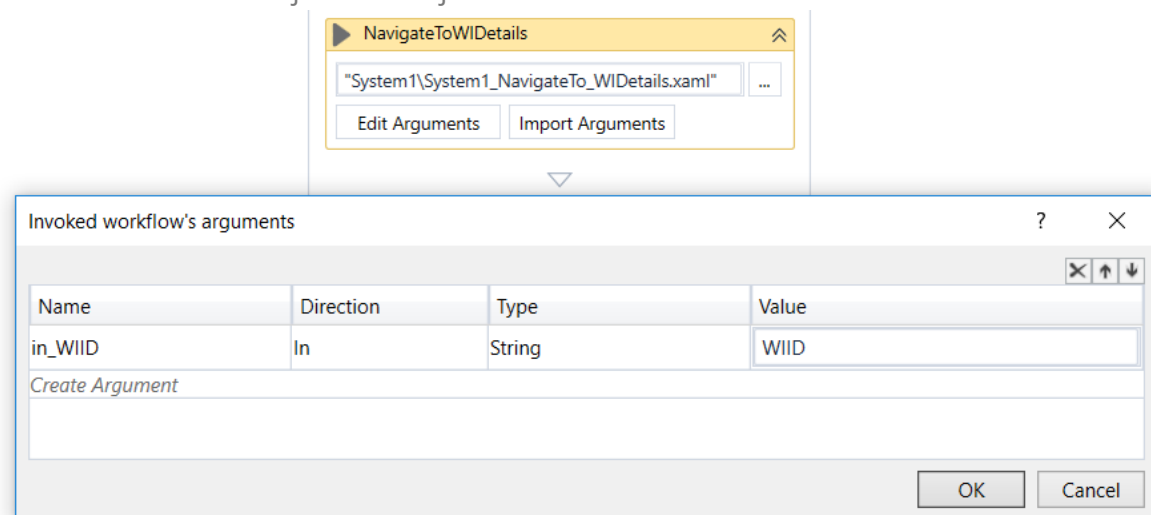 NavigateToWIDetails
"System1\System1_NavigateTo_WIDetails.xaml" ...
Edit Arguments Import Arguments
Invoked workflow's arguments ? X
Name Direction Type Value
in_WIID In String WIID
Create Argument
OK Cancel